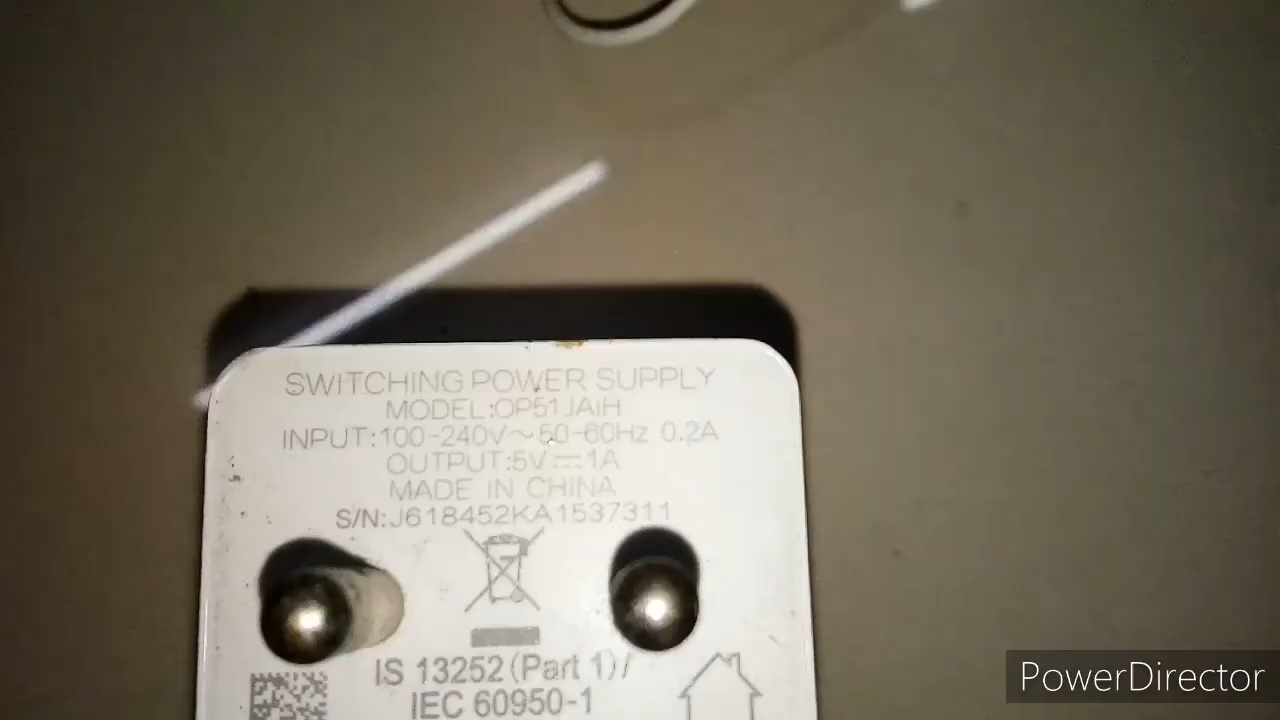 SWITCHING POWER SUPPLY
MODEL:OP51JAIH
INPUT:100-240V~50-60Hz 0.2A
OUTPUT:5V⎓1A
MADE IN CHINA
S/N:J618452KA1537311
IS 13252(Part 1)/
IEC 60950-1
PowerDirector